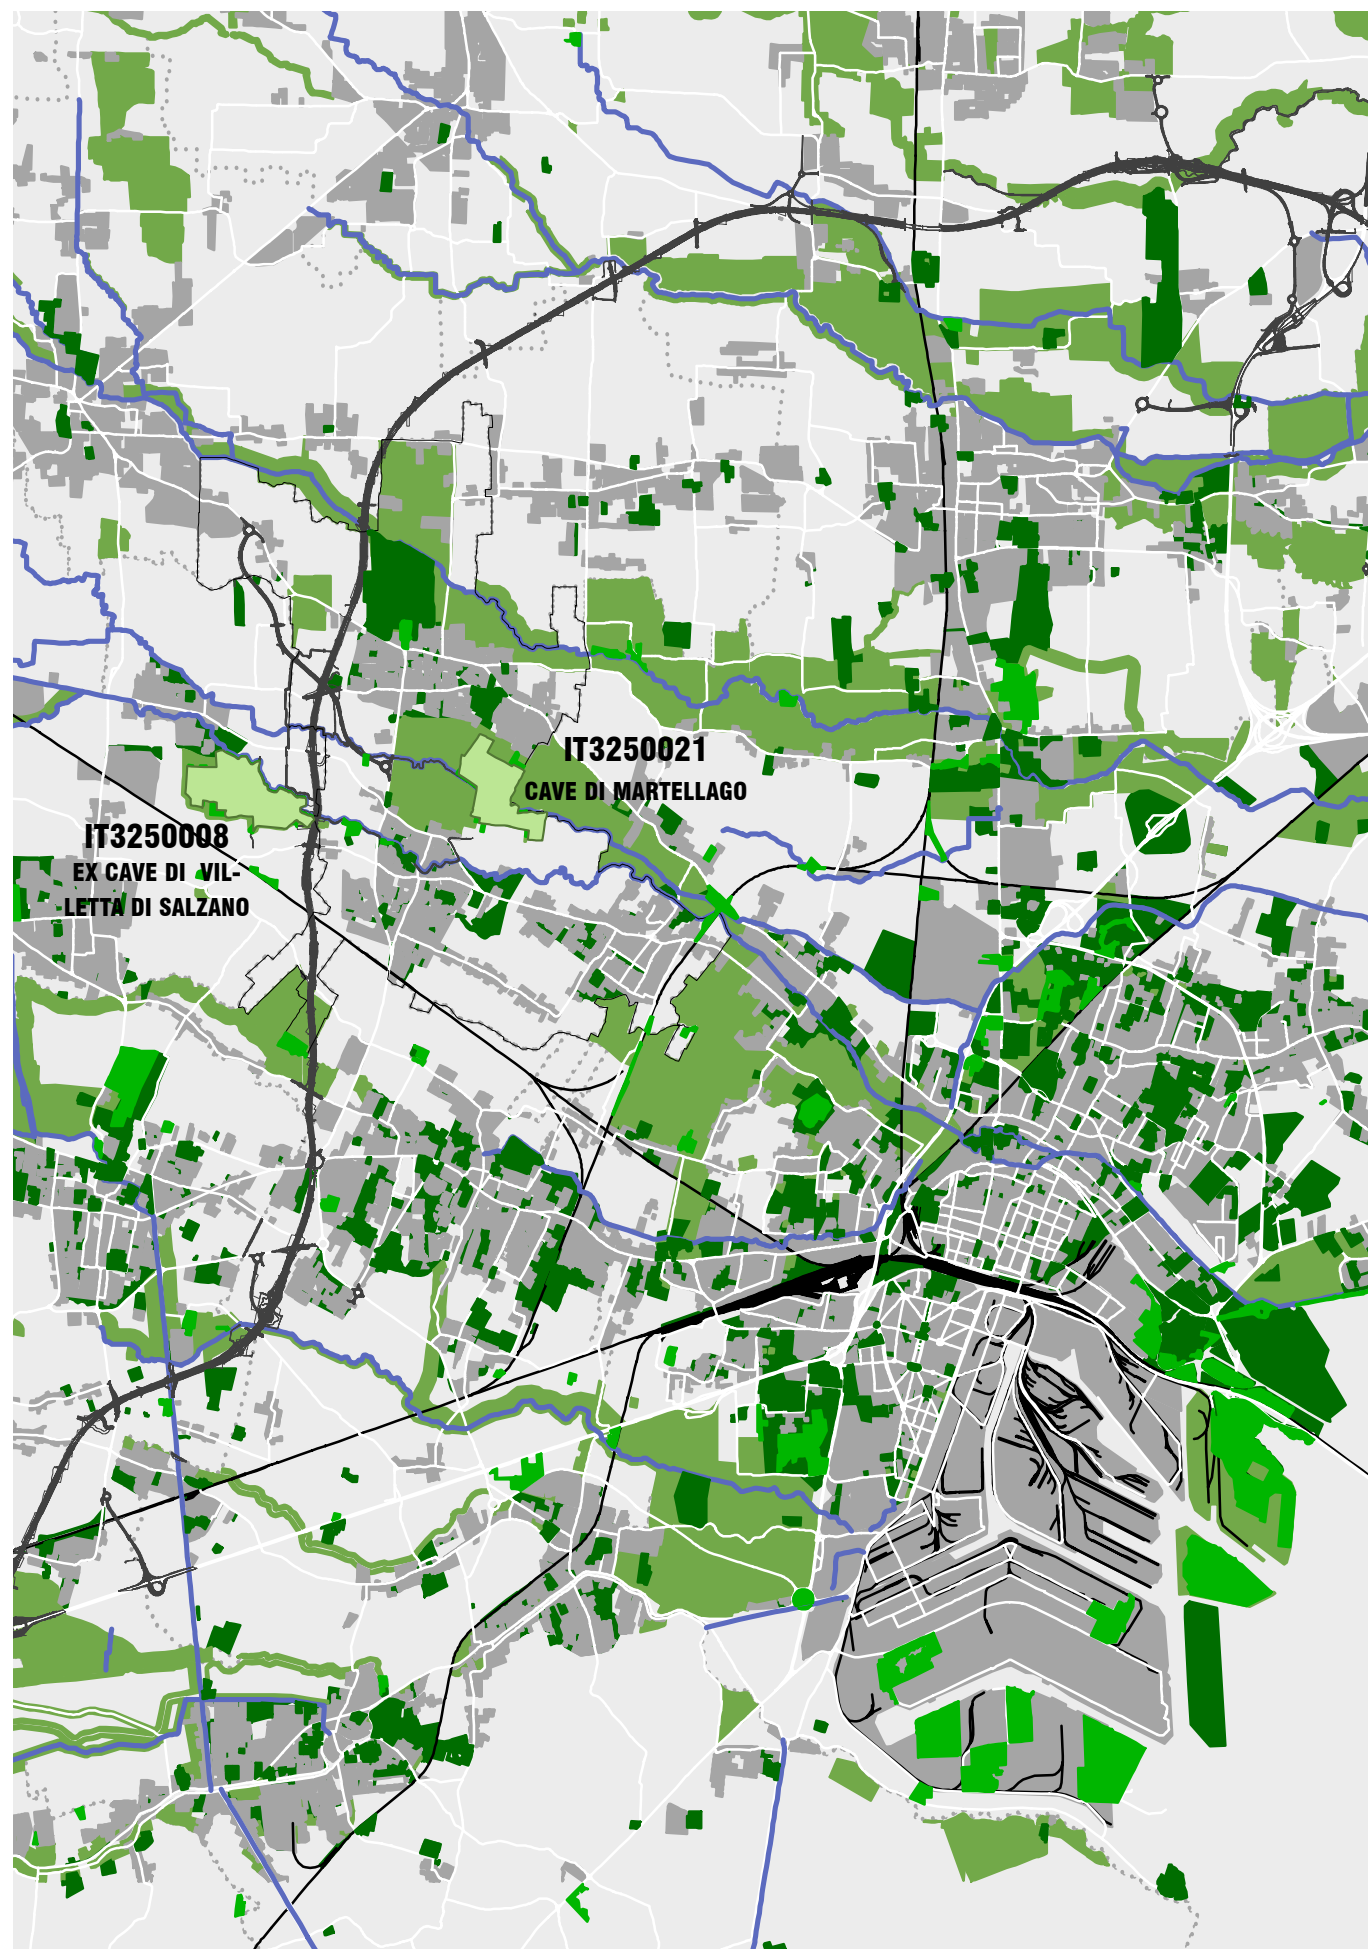 IT3250021
CAVE DI MARTELLAGO
IT3250008
EX CAVE DI VIL-
LETTA DI SALZANO